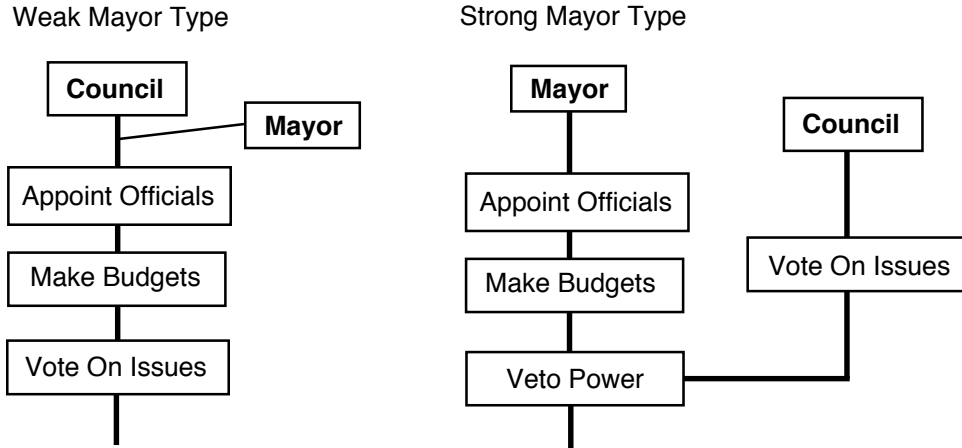 Weak Mayor Type
Council
Mayor
Appoint Officials
Make Budgets
Vote On Issues
Strong Mayor Type
Mayor
Council
Appoint Officials
Vote On Issues
Make Budgets
Veto Power